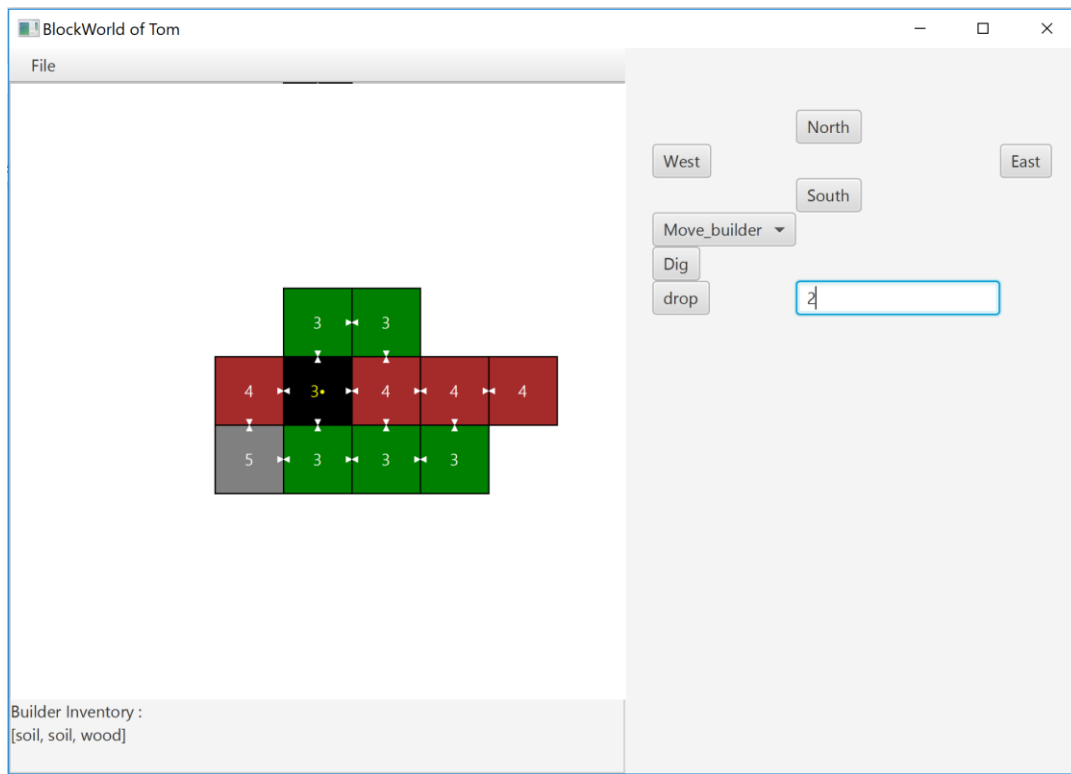 BlockWorld of Tom
File
North
West East
South
Move_builder
Dig
drop 2
3 3
4 3 4 4 4
5 3 3 3
Builder Inventory :
[soil, soil, wood]